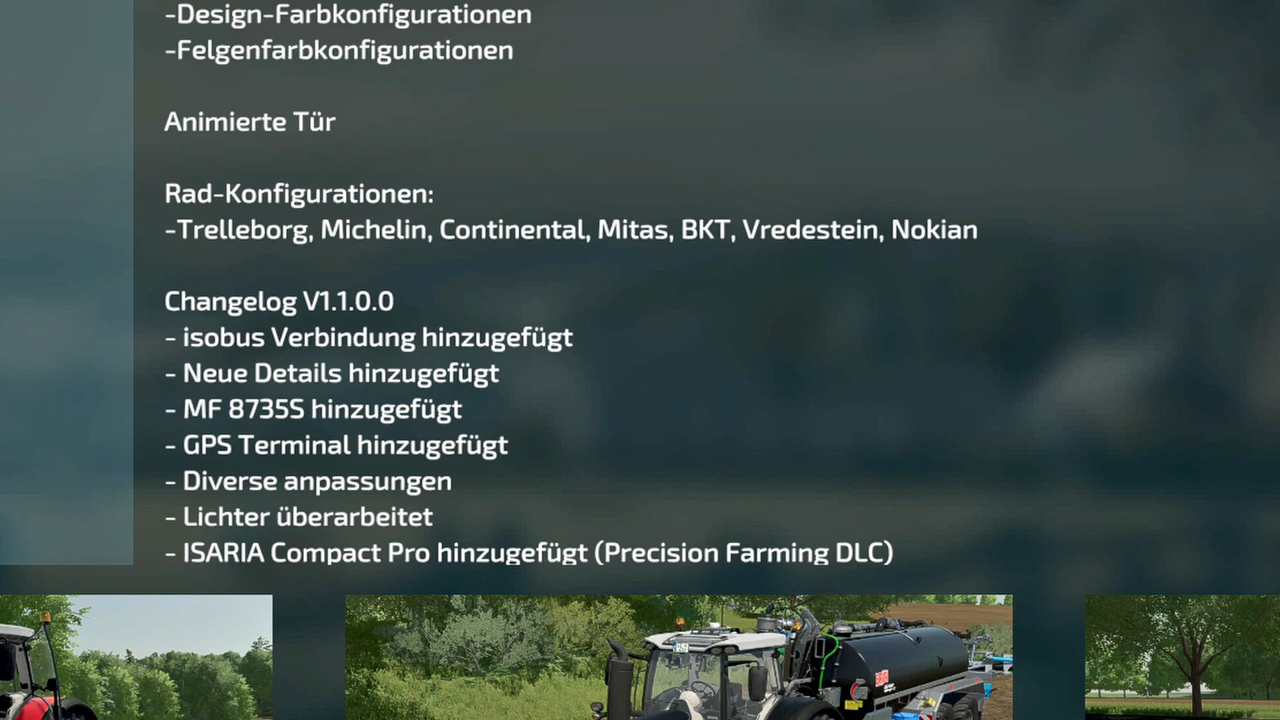 -Design-Farbkonfigurationen
-Felgenfarbkonfigurationen
Animierte Tür
Rad-Konfigurationen:
-Trelleborg, Michelin, Continental, Mitas, BKT, Vredestein, Nokian
Changelog V1.1.0.0
- isobus Verbindung hinzugefügt
- Neue Details hinzugefügt
- MF 8735S hinzugefügt
- GPS Terminal hinzugefügt
- Diverse anpassungen
- Lichter überarbeitet
- ISARIA Compact Pro hinzugefügt (Precision Farming DLC)